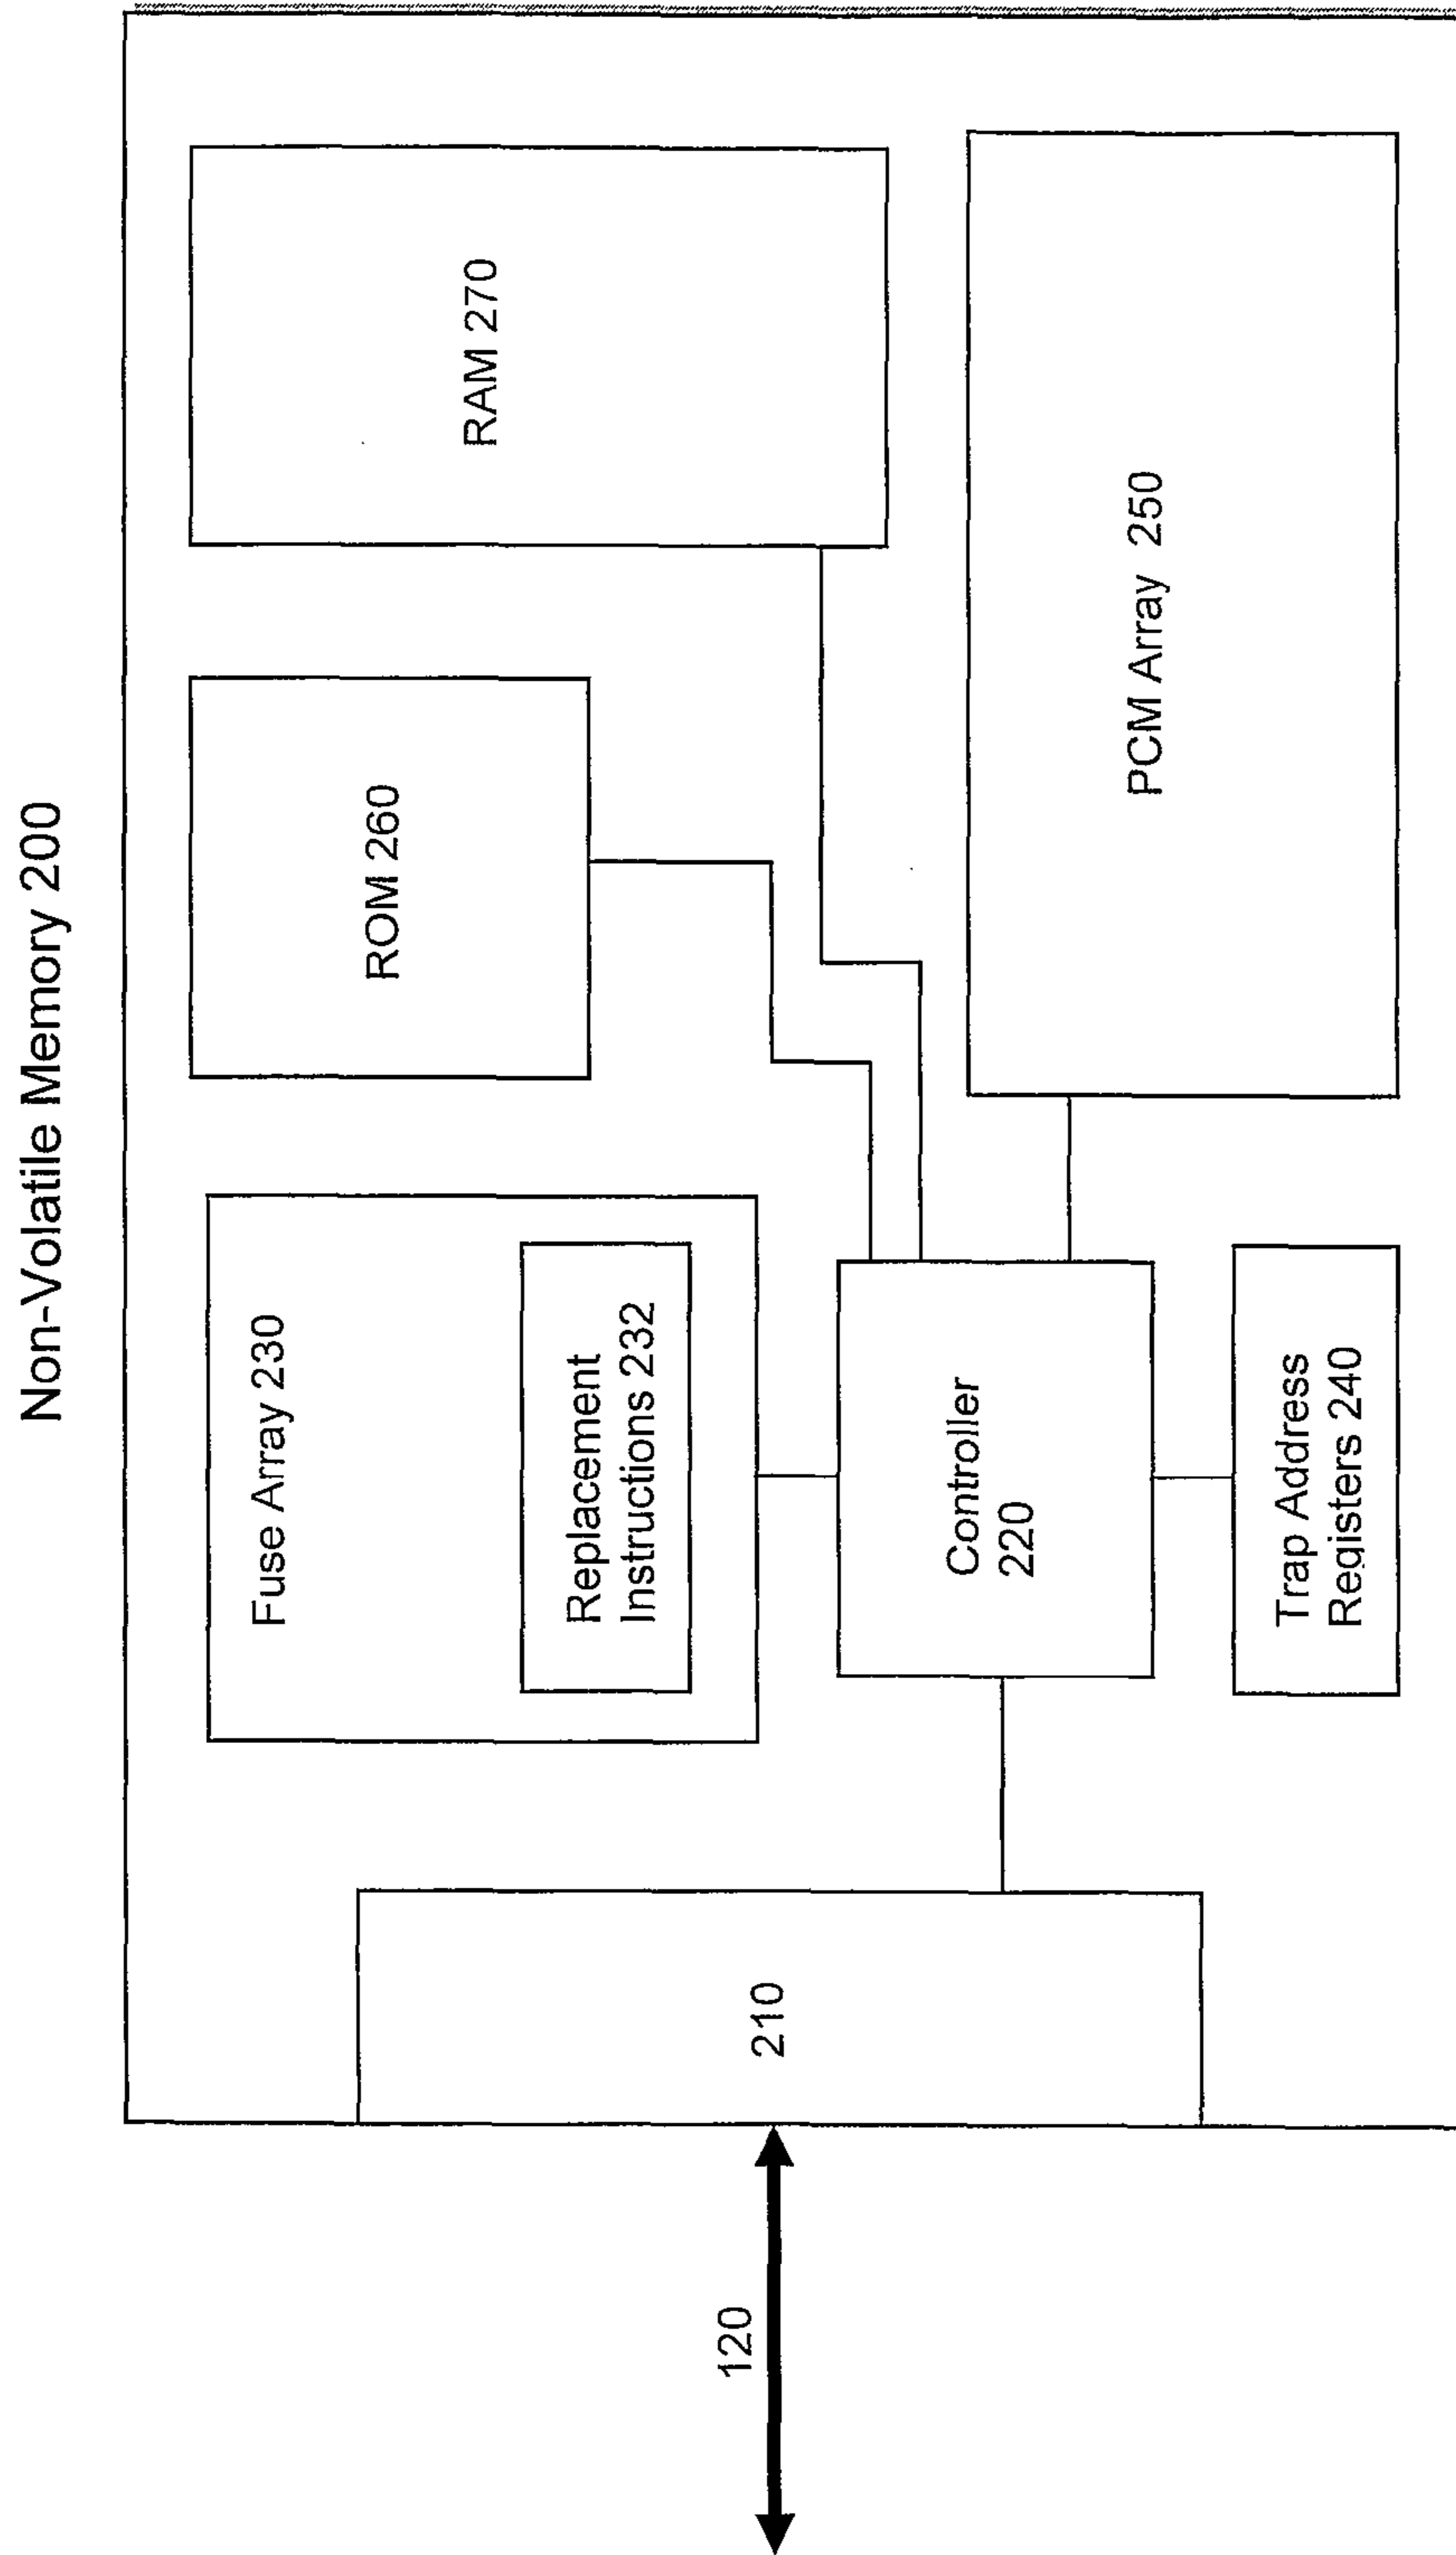 Non-Volatile Memory 200
Fuse Array 230
Replacement
Instructions 232
ROM 260
RAM 270
120
210
Controller
220
PCM Array 250
Trap Address
Registers 240